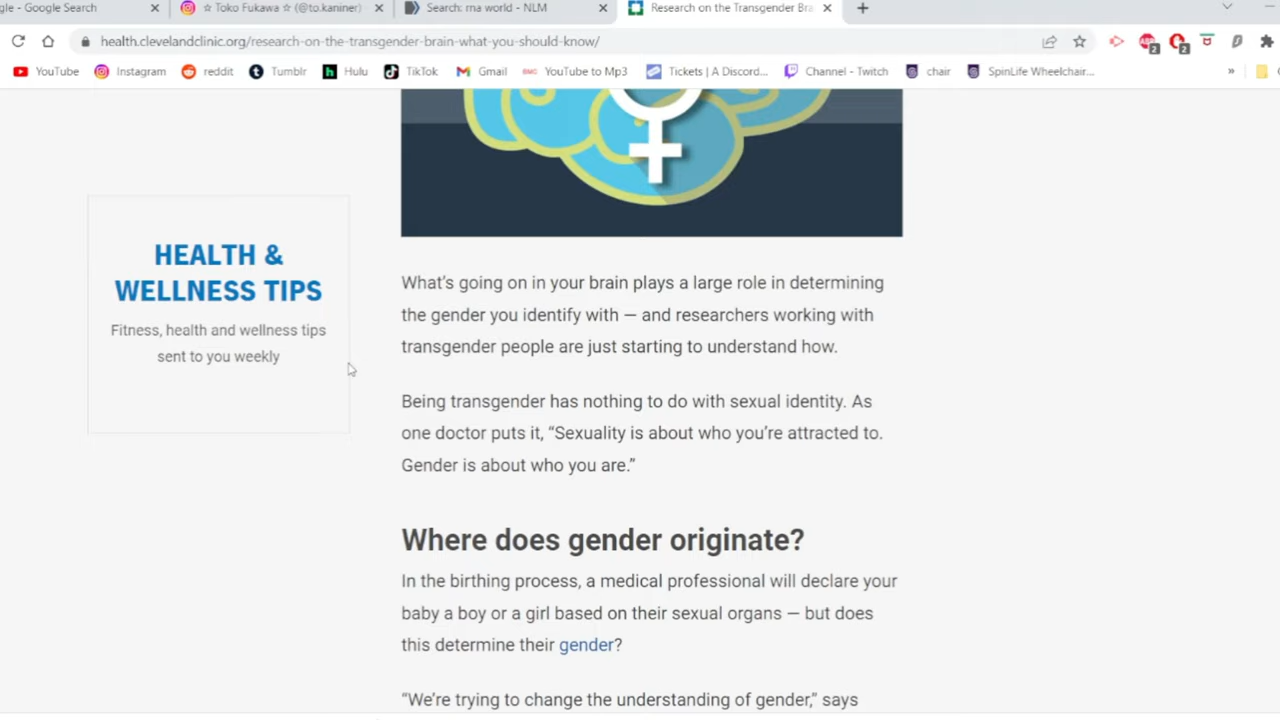 gle - Google Search
☆ Toko Fukawa ☆ (@to.kaniner)
Search: ma world - NLM
Research on the Transgender Bra
health.clevelandclinic.org/research-on-the-transgender-brain-what-you-should-know/
2
2
YouTube
Instagram
reddit
Tumblr
Hulu
TikTok
Gmail
YouTube to Mp3
Tickets | A Discord...
Channel - Twitch
chair
SpinLife Wheelchair...
»
HEALTH &
WELLNESS TIPS
Fitness, health and wellness tips
sent to you weekly
What's going on in your brain plays a large role in determining
the gender you identify with — and researchers working with
transgender people are just starting to understand how.
Being transgender has nothing to do with sexual identity. As
one doctor puts it, “Sexuality is about who you're attracted to.
Gender is about who you are.”
Where does gender originate?
In the birthing process, a medical professional will declare your
baby a boy or a girl based on their sexual organs — but does
this determine their gender?
“We're trying to change the understanding of gender,” says